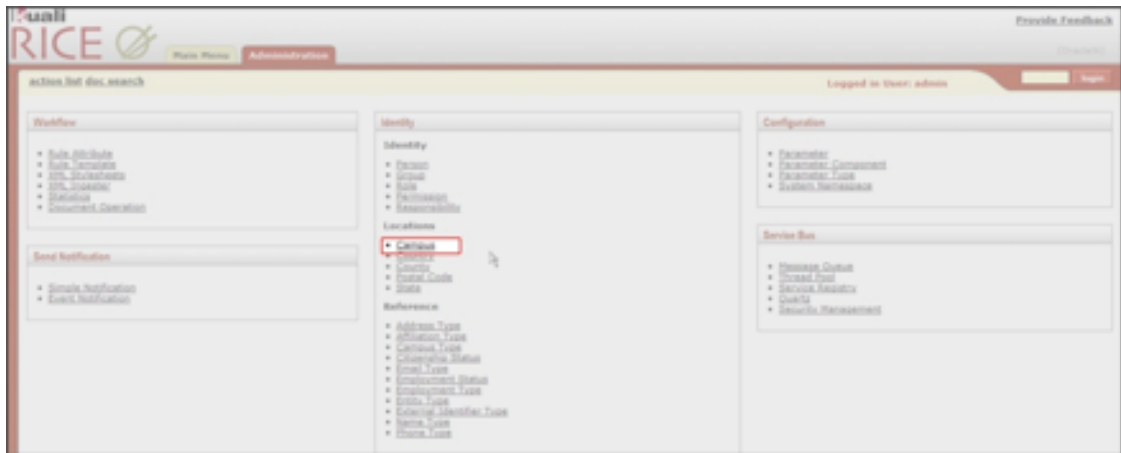 Kuali
RICE
Provide Feedback
Main Menu
Administration
action list doc search
Logged in User: admin
login
Workflow
Rule Attribute
Rule Template
XML Stylesheets
XML Ingester
Statistics
Document Operation
Send Notification
Simple Notification
Event Notification
Identity
Identity
Person
Group
Role
Permission
Responsibility
Locations
Campus
Country
County
Postal Code
State
Reference
Address Type
Affiliation Type
Campus Type
Citizenship Status
Email Type
Employment Status
Employment Type
Entity Type
External Identifier Type
Name Type
Phone Type
Configuration
Parameter
Parameter Component
Parameter Type
System Namespace
Service Bus
Message Queue
Thread Pool
Service Registry
Quartz
Security Management